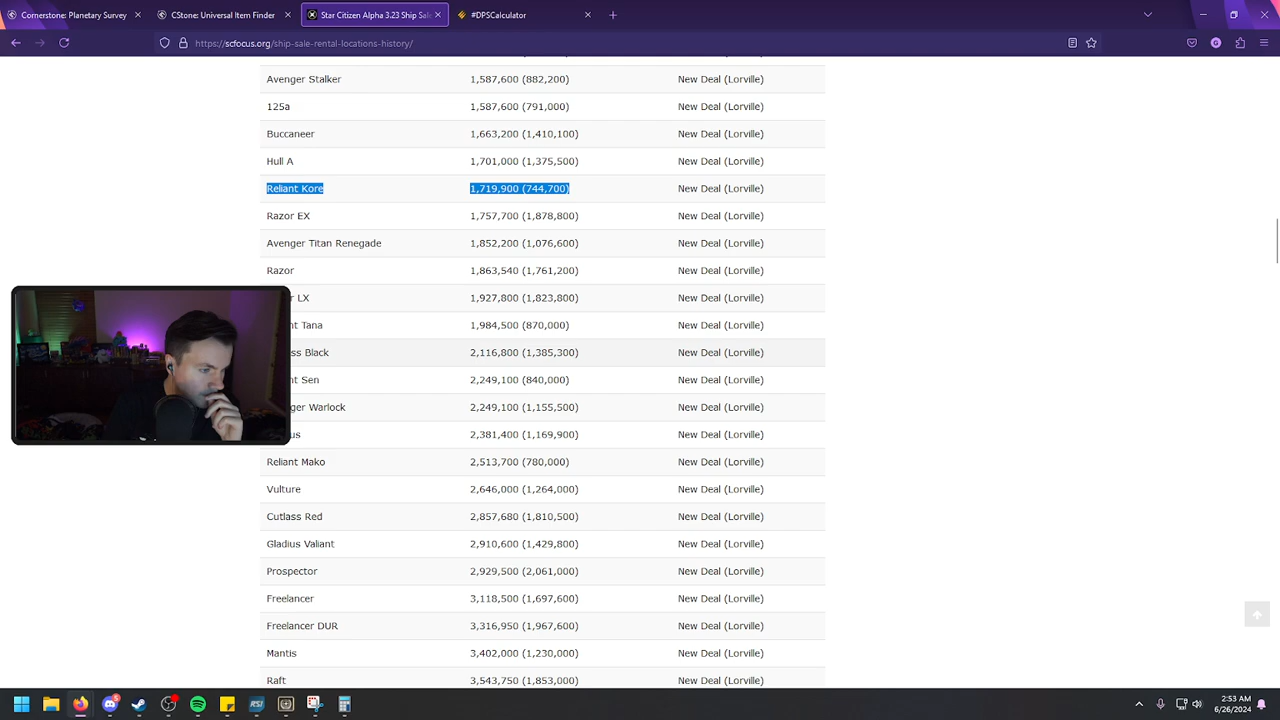 Cornerstone: Planetary Survey
CStone: Universal Item Finder
Star Citizen Alpha 3.23 Ship Sale
#DPSCalculator
https://scfocus.org/ship-sale-rental-locations-history/
Avenger Stalker 1,587,600 (882,200) New Deal (Lorville)
125a 1,587,600 (791,000) New Deal (Lorville)
Buccaneer 1,663,200 (1,410,100) New Deal (Lorville)
Hull A 1,701,000 (1,375,500) New Deal (Lorville)
Reliant Kore 1,719,900 (744,700) New Deal (Lorville)
Razor EX 1,757,700 (1,878,800) New Deal (Lorville)
Avenger Titan Renegade 1,852,200 (1,076,600) New Deal (Lorville)
Razor 1,863,540 (1,761,200) New Deal (Lorville)
LX 1,927,800 (1,823,800) New Deal (Lorville)
Tana 1,984,500 (870,000) New Deal (Lorville)
Black 2,116,800 (1,385,300) New Deal (Lorville)
Sen 2,249,100 (840,000) New Deal (Lorville)
Warlock 2,249,100 (1,155,500) New Deal (Lorville)
2,381,400 (1,169,900) New Deal (Lorville)
Reliant Mako 2,513,700 (780,000) New Deal (Lorville)
Vulture 2,646,000 (1,264,000) New Deal (Lorville)
Cutlass Red 2,857,680 (1,810,500) New Deal (Lorville)
Gladius Valiant 2,910,600 (1,429,800) New Deal (Lorville)
Prospector 2,929,500 (2,061,000) New Deal (Lorville)
Freelancer 3,118,500 (1,697,600) New Deal (Lorville)
Freelancer DUR 3,316,950 (1,967,600) New Deal (Lorville)
Mantis 3,402,000 (1,230,000) New Deal (Lorville)
Raft 3,543,750 (1,853,000) New Deal (Lorville)
2:53 AM
6/26/2024